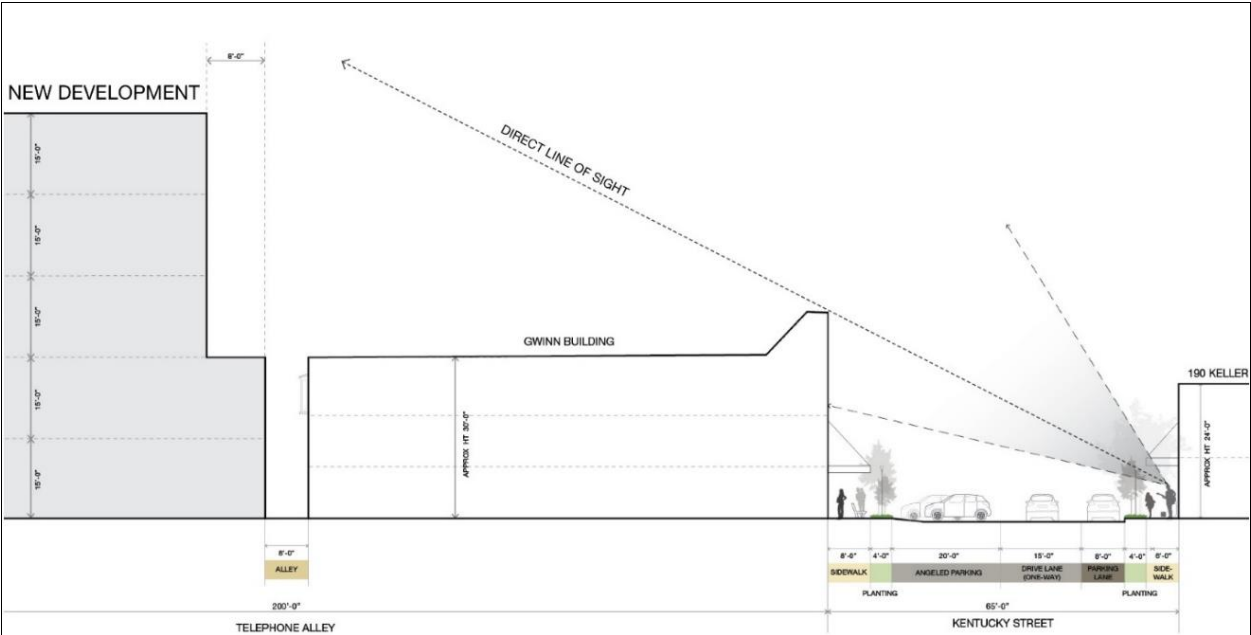 8'-0"
NEW DEVELOPMENT
15'-0"
15'-0"
15'-0"
15'-0"
15'-0"
DIRECT LINE OF SIGHT
GWINN BUILDING
APPROX HT 30'-0"
190 KELLER
APPROX HT 24'-0"
8'-0"
ALLEY
8'-0"
4'-0"
20'-0"
15'-0"
8'-0"
4'-0"
6'-0"
SIDEWALK
ANGELED PARKING
DRIVE LANE
(ONE-WAY)
PARKING
LANE
SIDE-
WALK
PLANTING
PLANTING
200'-0"
65'-0"
TELEPHONE ALLEY
KENTUCKY STREET